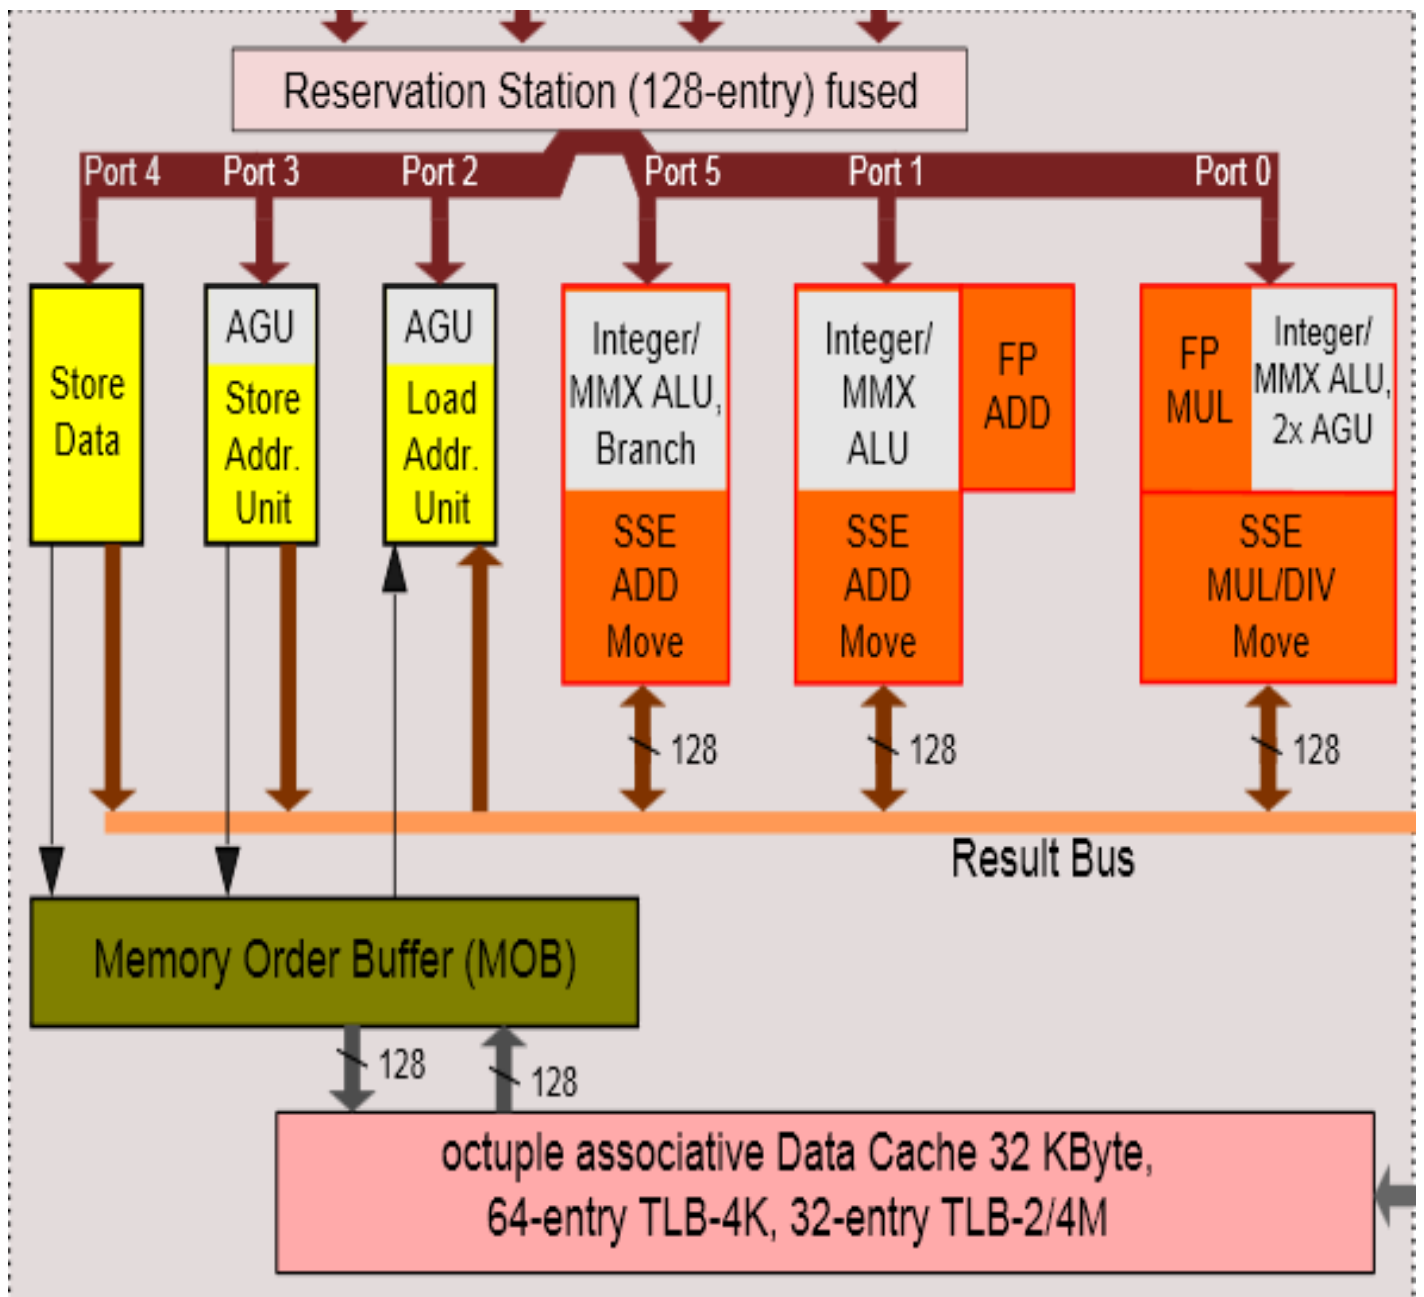 Reservation Station (128-entry) fused
Port 4
Port 3
Port 2
Port 5
Port 1
Port 0
Store
Data
AGU
Store
Addr.
Unit
AGU
Load
Addr.
Unit
Integer/
MMX ALU,
Branch
SSE
ADD
Move
Integer/
MMX
ALU
SSE
ADD
Move
FP
ADD
FP
MUL
Integer/
MMX ALU,
2x AGU
SSE
MUL/DIV
Move
128
128
128
Result Bus
Memory Order Buffer (MOB)
128
128
octuple associative Data Cache 32 KByte,
64-entry TLB-4K, 32-entry TLB-2/4M